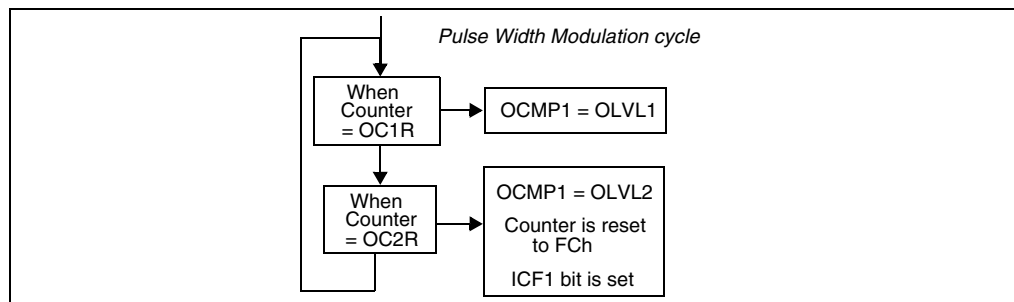 Pulse Width Modulation cycle
When
Counter
= OC1R
OCMP1 = OLVL1
When
Counter
= OC2R
OCMP1 = OLVL2
Counter is reset
to FCh
ICF1 bit is set